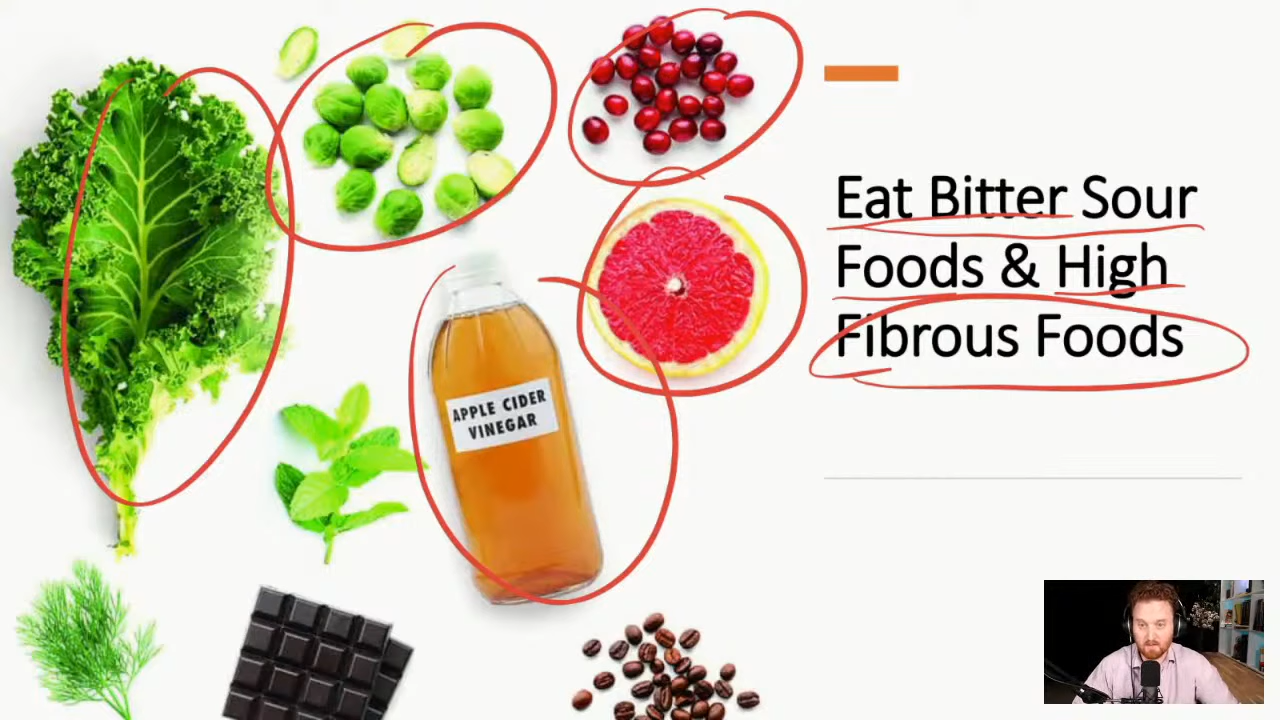 Eat Bitter Sour
Foods & High
Fibrous Foods
APPLE CIDER
VINEGAR